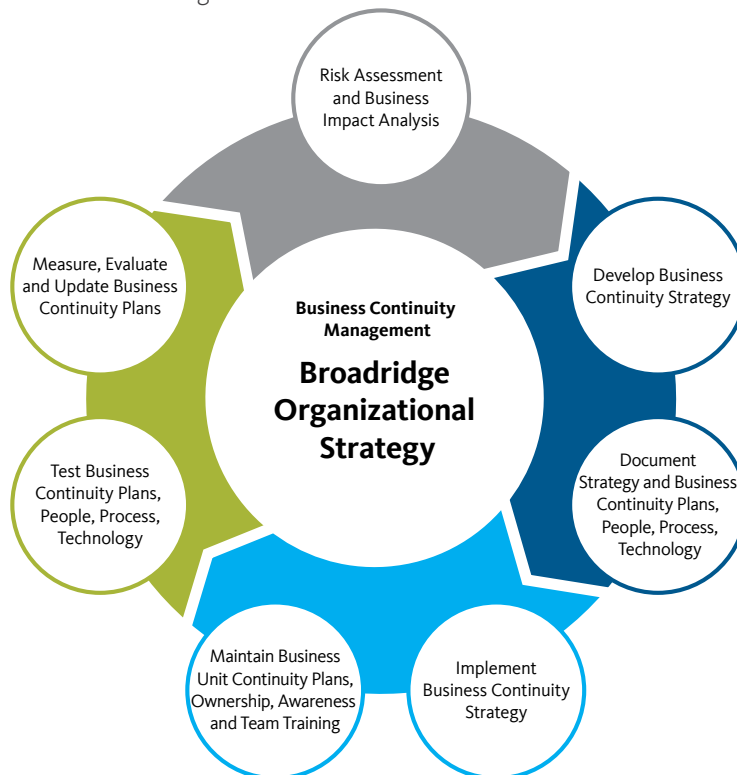 Risk Assessment
and Business
Impact Analysis
Develop Business
Continuity Strategy
Document
Strategy and Business
Continuity Plans,
People, Process,
Technology
Implement
Business Continuity
Strategy
Maintain Business
Unit Continuity Plans,
Ownership, Awareness
and Team Training
Test Business
Continuity Plans,
People, Process,
Technology
Measure, Evaluate
and Update Business
Continuity Plans
Business Continuity
Management
Broadridge
Organizational
Strategy